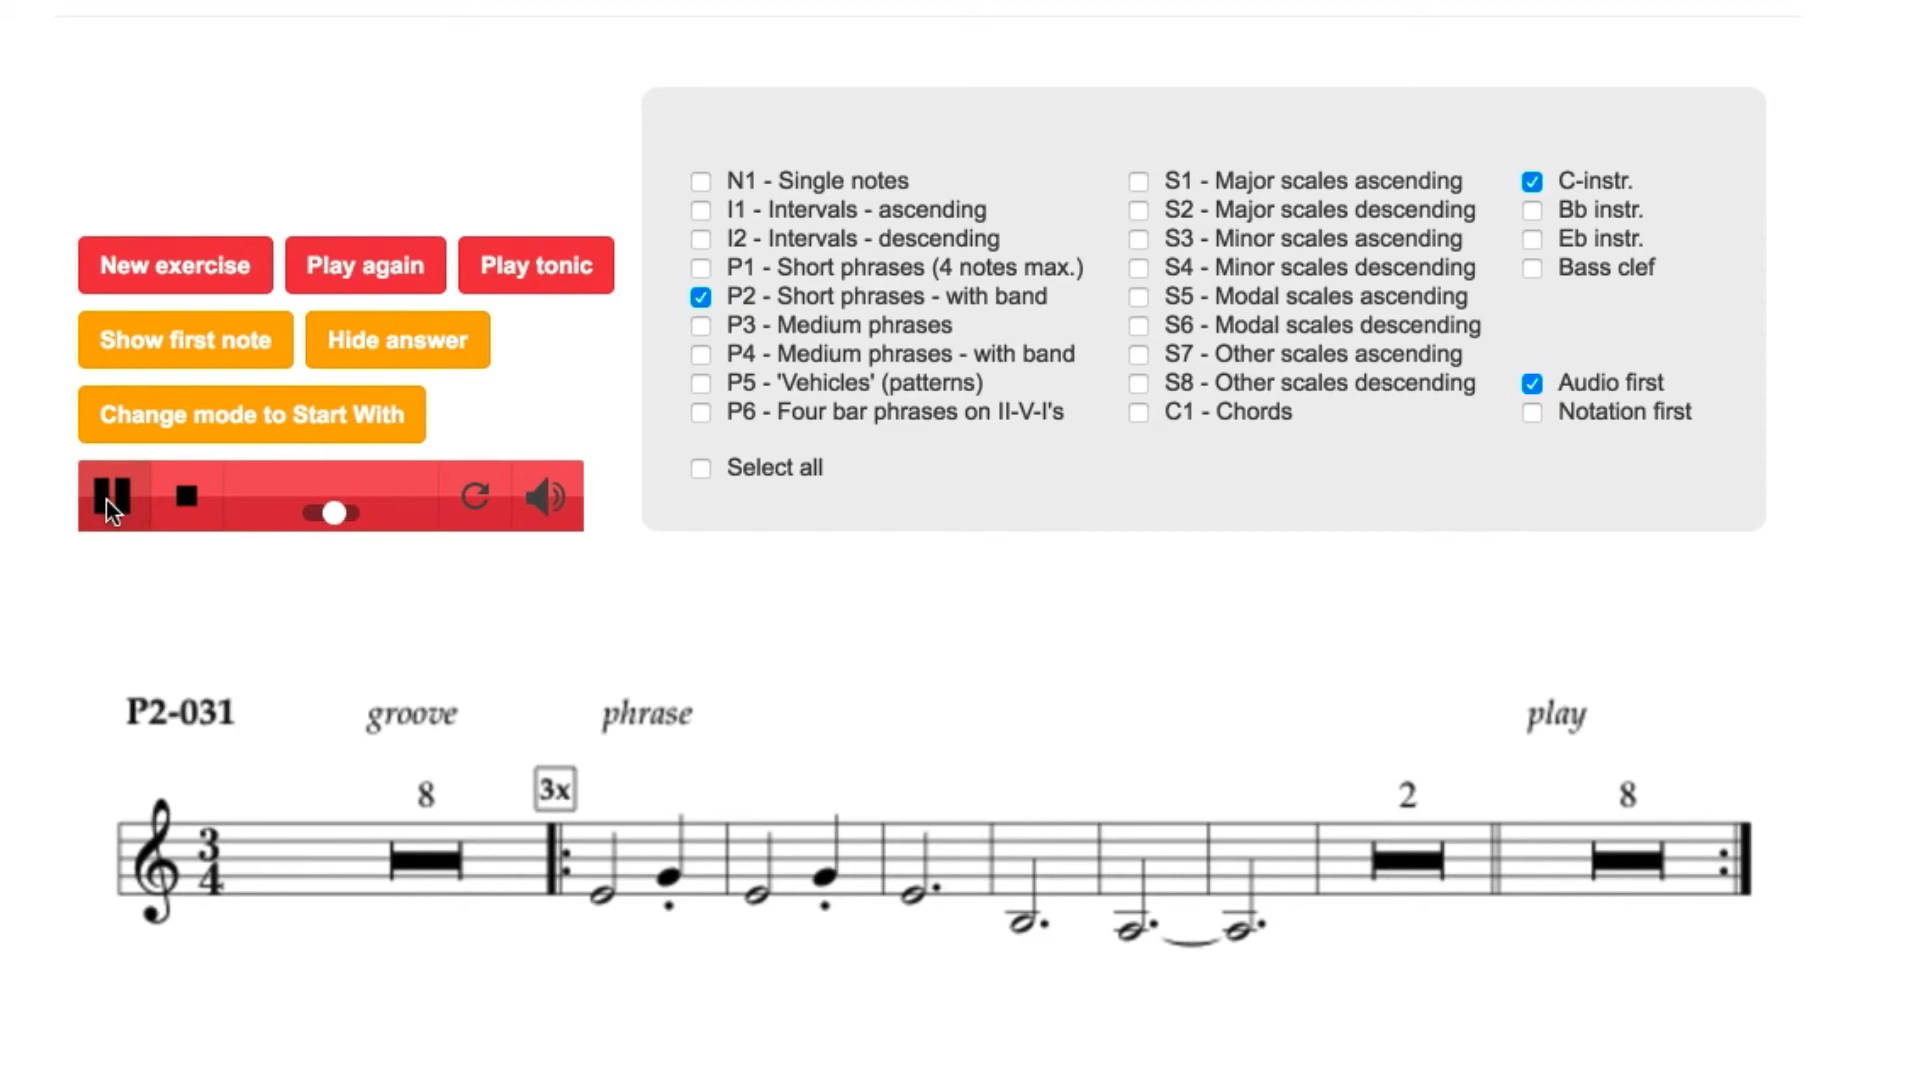 New exercise
Play again
Play tonic
Show first note
Hide answer
Change mode to Start With
N1 - Single notes
I1 - Intervals - ascending
I2 - Intervals - descending
P1 - Short phrases (4 notes max.)
P2 - Short phrases - with band
P3 - Medium phrases
P4 - Medium phrases - with band
P5 - 'Vehicles' (patterns)
P6 - Four bar phrases on II-V-I's
Select all
S1 - Major scales ascending
S2 - Major scales descending
S3 - Minor scales ascending
S4 - Minor scales descending
S5 - Modal scales ascending
S6 - Modal scales descending
S7 - Other scales ascending
S8 - Other scales descending
C1 - Chords
C-instr.
Bb instr.
Eb instr.
Bass clef
Audio first
Notation first
P2-031
groove
phrase
play
8
3x
2
8
3
4